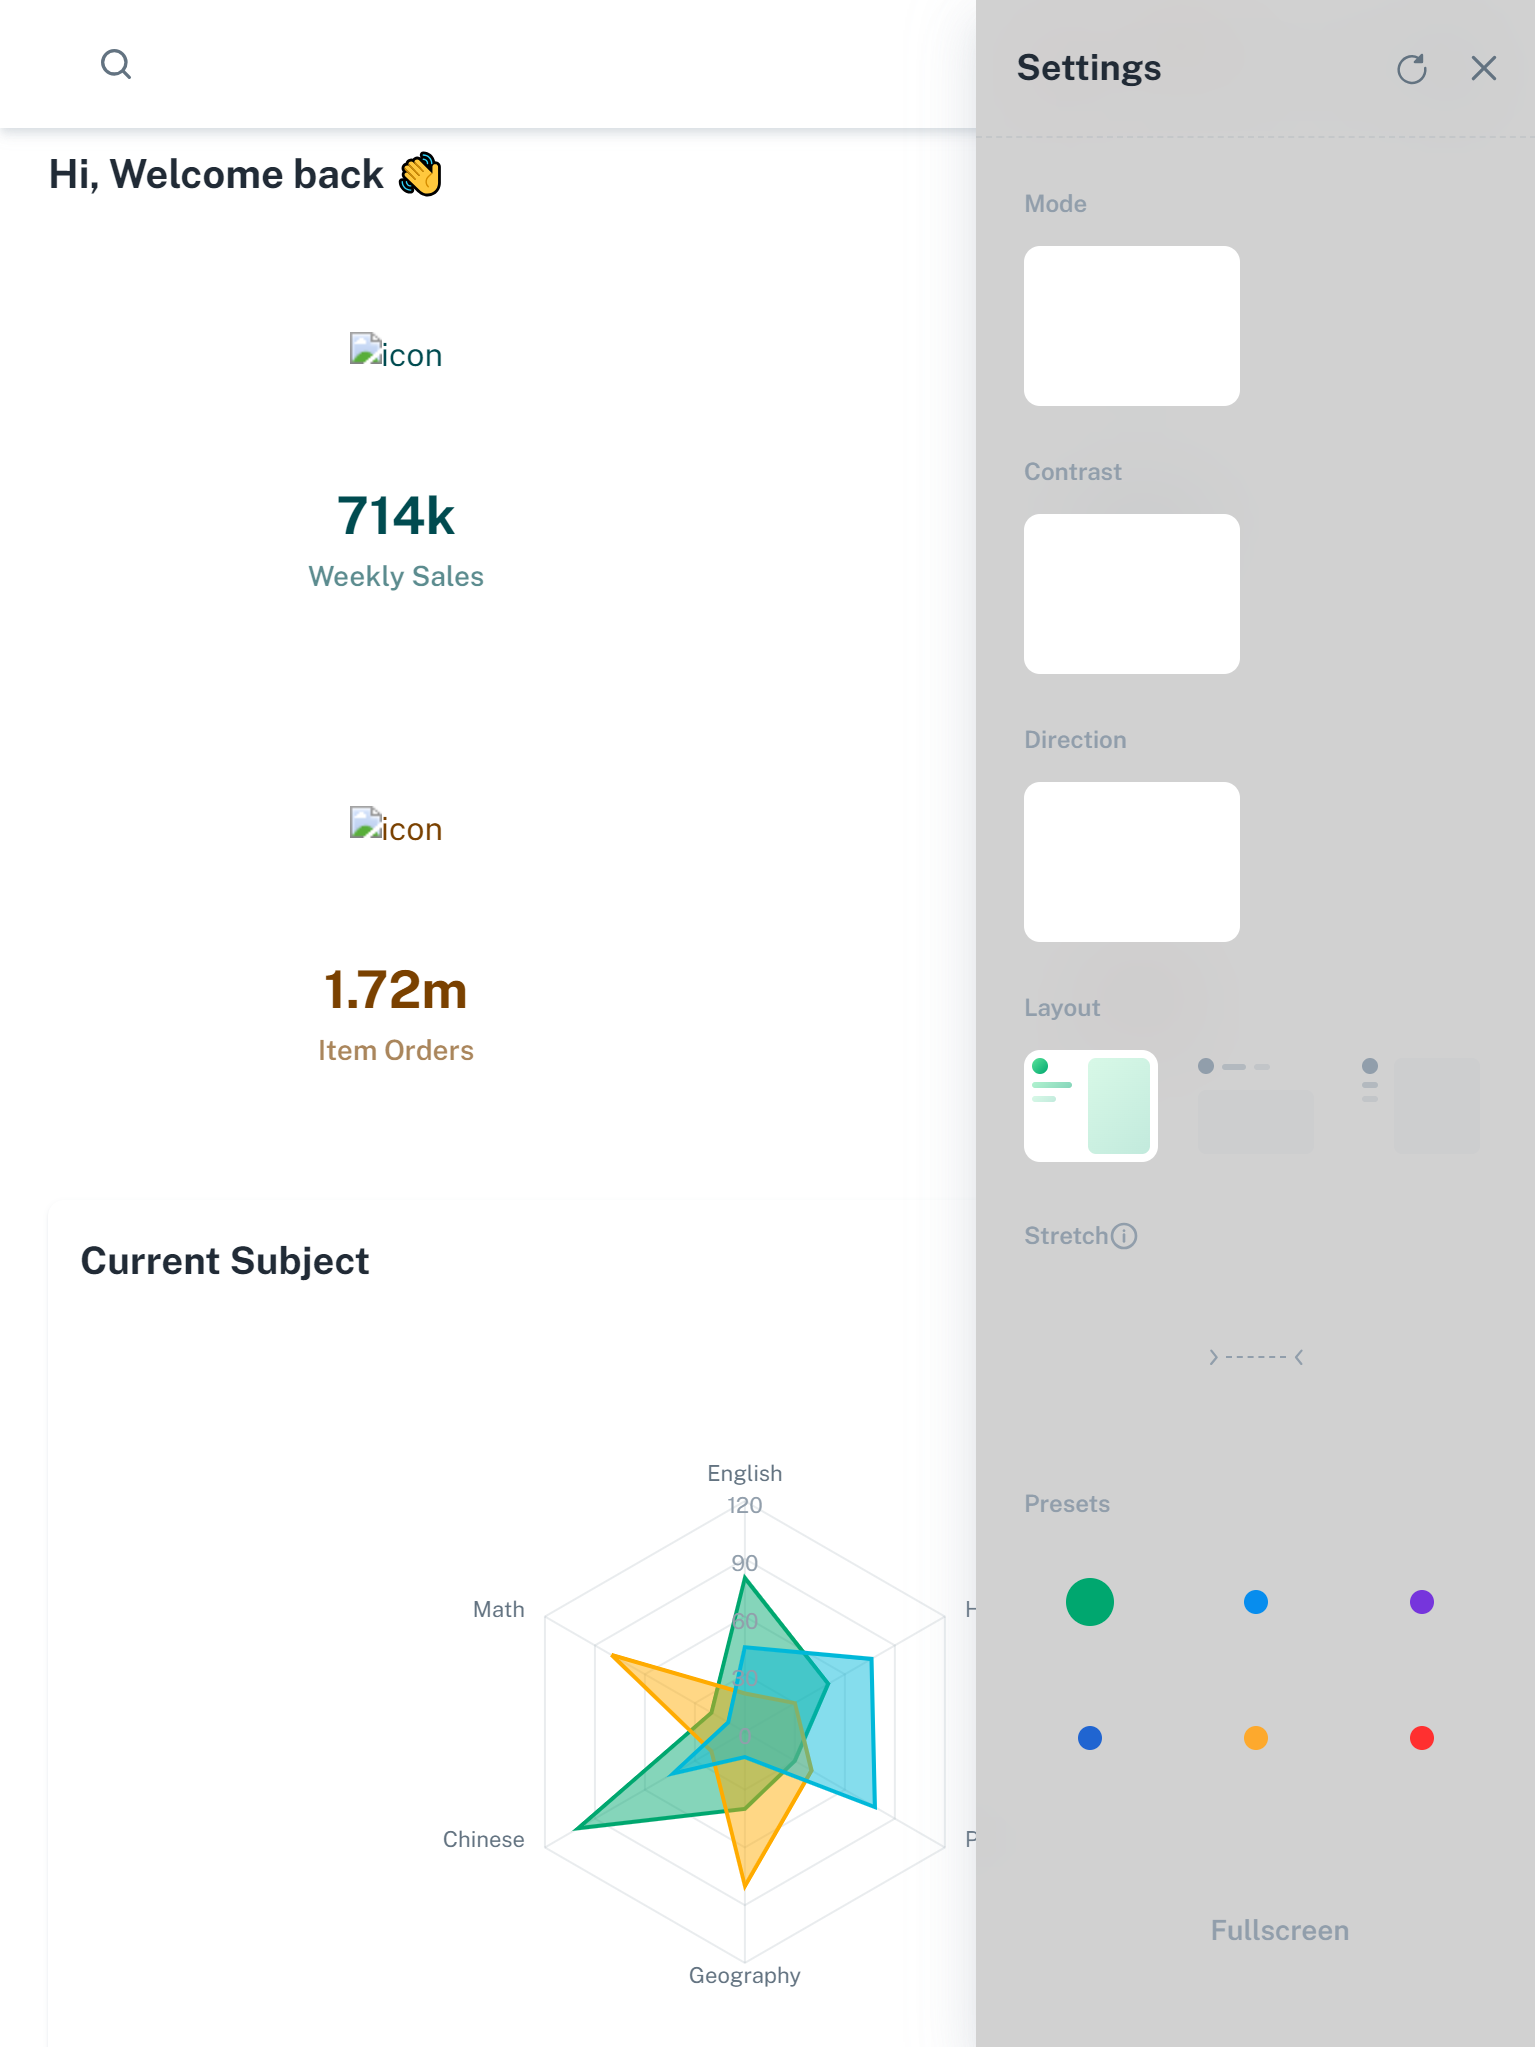 Hi, Welcome back 👋
icon
714k
Weekly Sales
icon
1.72m
Item Orders
Current Subject
English
120
90
60
30
0
Math
H
Chinese
P
Geography
Settings
Mode
Contrast
Direction
Layout
Stretch
Presets
Fullscreen